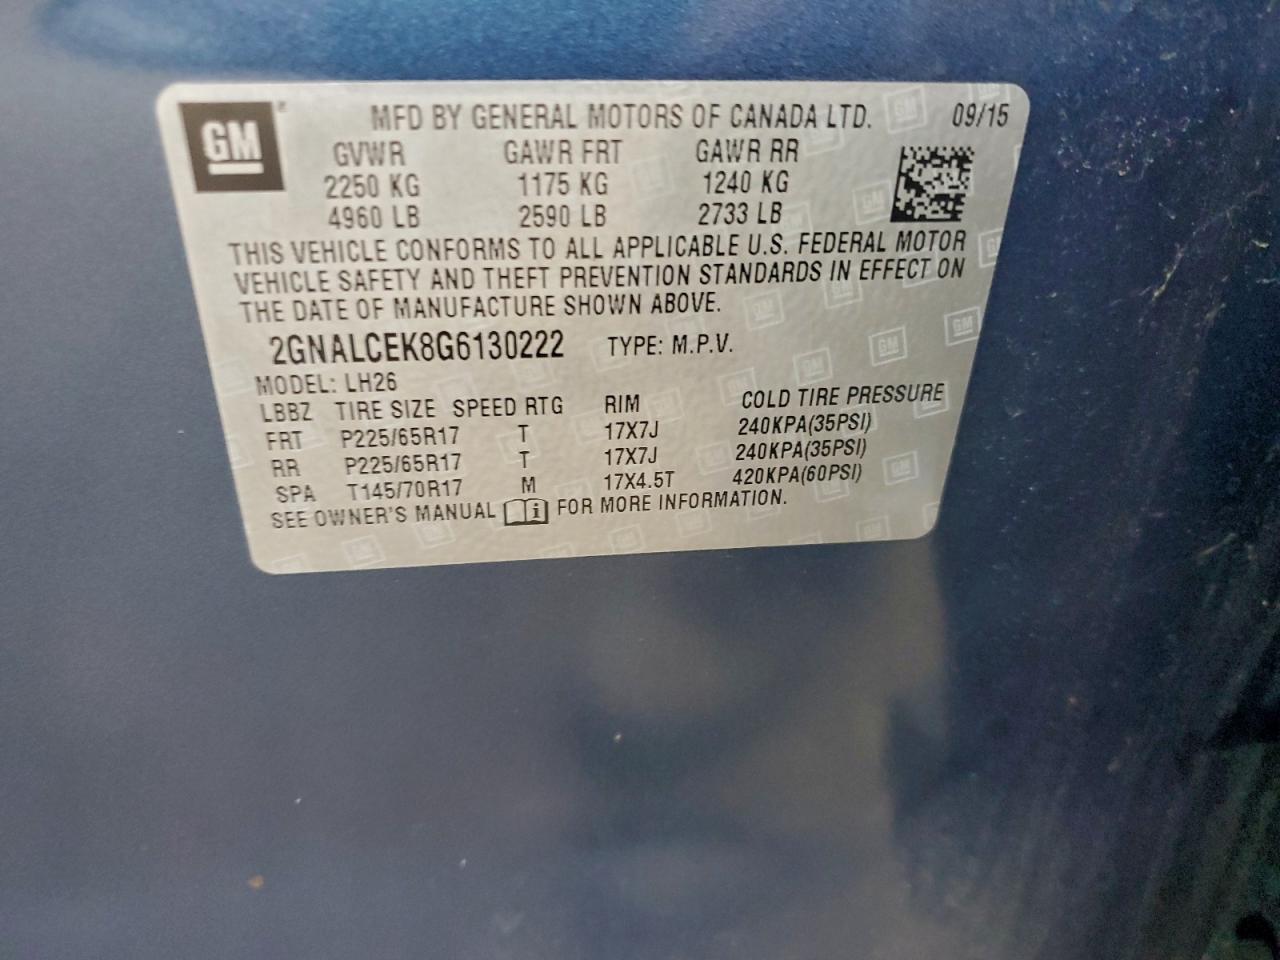 GM
MFD BY GENERAL MOTORS OF CANADA LTD. 09/15
GVWR GAWR FRT GAWR RR
2250 KG 1175 KG 1240 KG
4960 LB 2590 LB 2733 LB
THIS VEHICLE CONFORMS TO ALL APPLICABLE U.S. FEDERAL MOTOR
VEHICLE SAFETY AND THEFT PREVENTION STANDARDS IN EFFECT ON
THE DATE OF MANUFACTURE SHOWN ABOVE.
2GNALCEK8G6130222 TYPE: M.P.V.
MODEL: LH26
LBBZ TIRE SIZE SPEED RTG RIM COLD TIRE PRESSURE
FRT P225/65R17 T 17X7J 240KPA(35PSI)
RR P225/65R17 T 17X7J 240KPA(35PSI)
SPA T145/70R17 M 17X4.5T 420KPA(60PSI)
SEE OWNER'S MANUAL i FOR MORE INFORMATION.